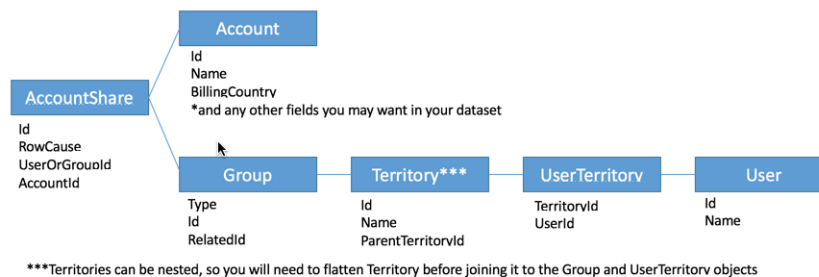 Account
Id
Name
BillingCountry
*and any other fields you may want in your dataset
AccountShare
Id
RowCause
UserOrGroupId
AccountId
Group
Type
Id
RelatedId
Territory***
Id
Name
ParentTerritoryId
UserTerritory
TerritoryId
UserId
User
Id
Name
***Territories can be nested, so you will need to flatten Territory before joining it to the Group and UserTerritory objects